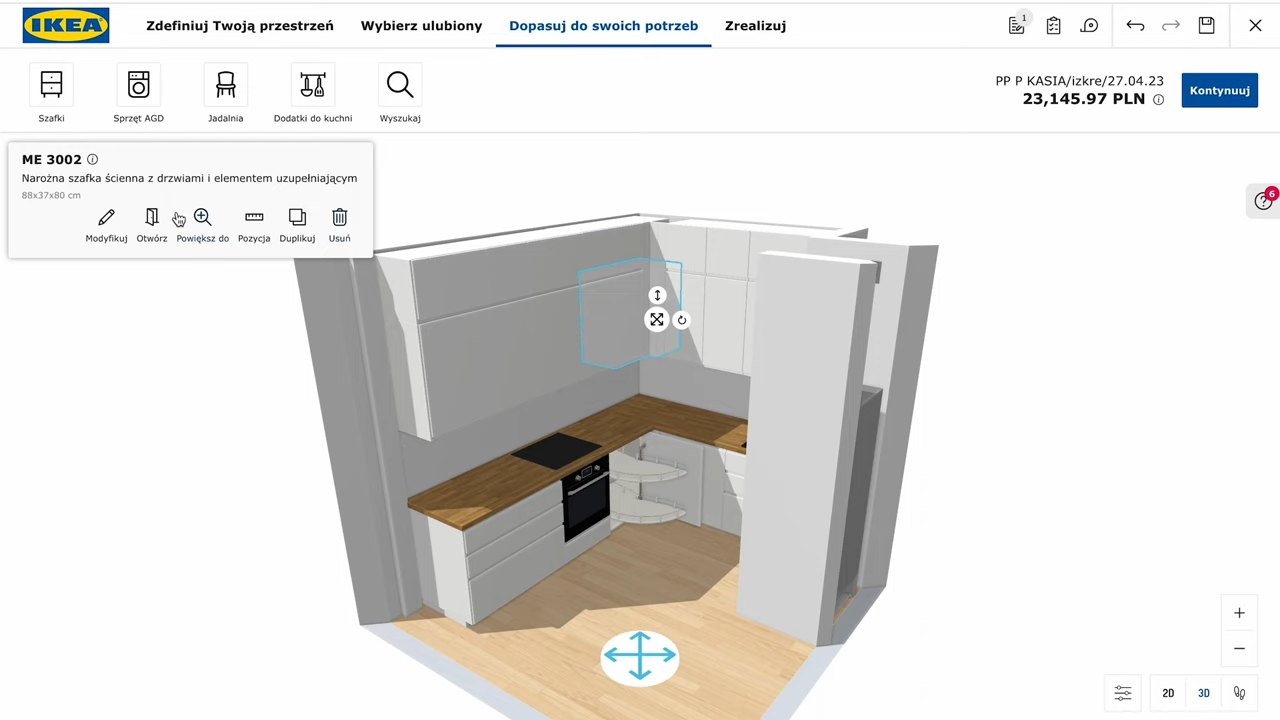 IKEA
Zdefiniuj Twoją przestrzeń
Wybierz ulubiony
Dopasuj do swoich potrzeb
Zrealizuj
1
Szafki
Sprzęt AGD
Jadalnia
Dodatki do kuchni
Wyszukaj
PP P KASIA/izkre/27.04.23
23,145.97 PLN
Kontynuuj
ME 3002
Narożna szafka ścienna z drzwiami i elementem uzupełniającym
88x37x80 cm
Modyfikuj
Otwórz
Powiększ do
Pozycja
Duplikuj
Usuń
6
2D
3D